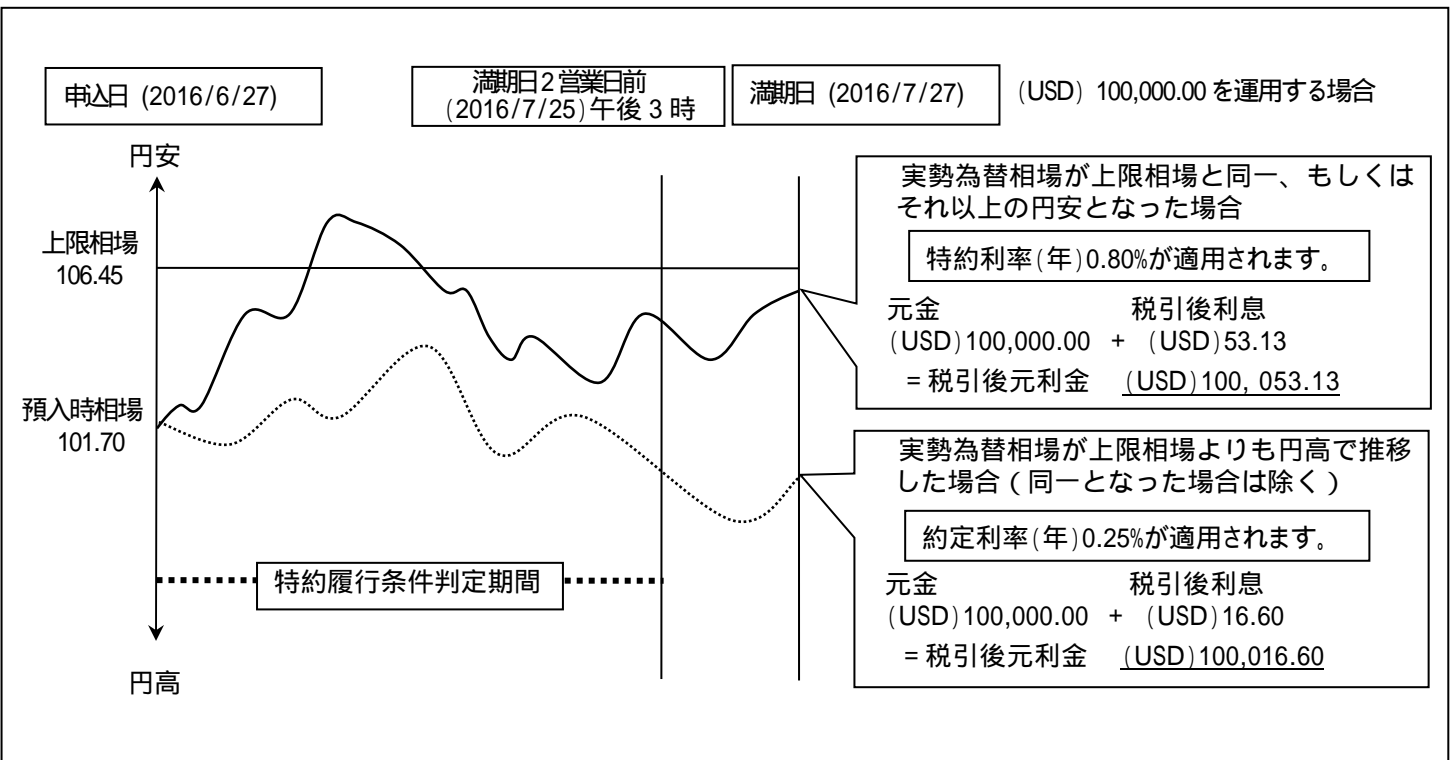 申込日 (2016/6/27)
満期日2営業日前
(2016/7/25)午後3時
満期日 (2016/7/27)
(USD) 100,000.00 を運用する場合
円安
上限相場
106.45
預入時相場
101.70
特約履行条件判定期間
円高
実勢為替相場が上限相場と同一、もしくは
それ以上の円安となった場合
特約利率(年)0.80%が適用されます。
元金 税引後利息
(USD)100,000.00 + (USD)53.13
=税引後元利金 (USD)100, 053.13
実勢為替相場が上限相場よりも円高で推移
した場合(同一となった場合は除く)
約定利率(年)0.25%が適用されます。
元金 税引後利息
(USD)100,000.00 + (USD)16.60
=税引後元利金 (USD)100,016.60